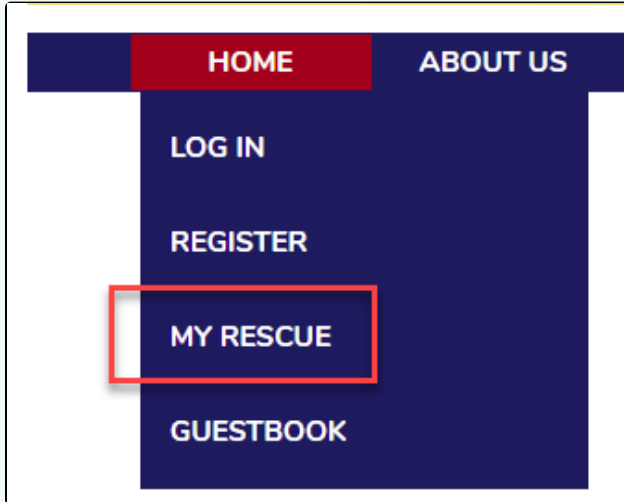 HOME ABOUT US
LOG IN
REGISTER
MY RESCUE
GUESTBOOK